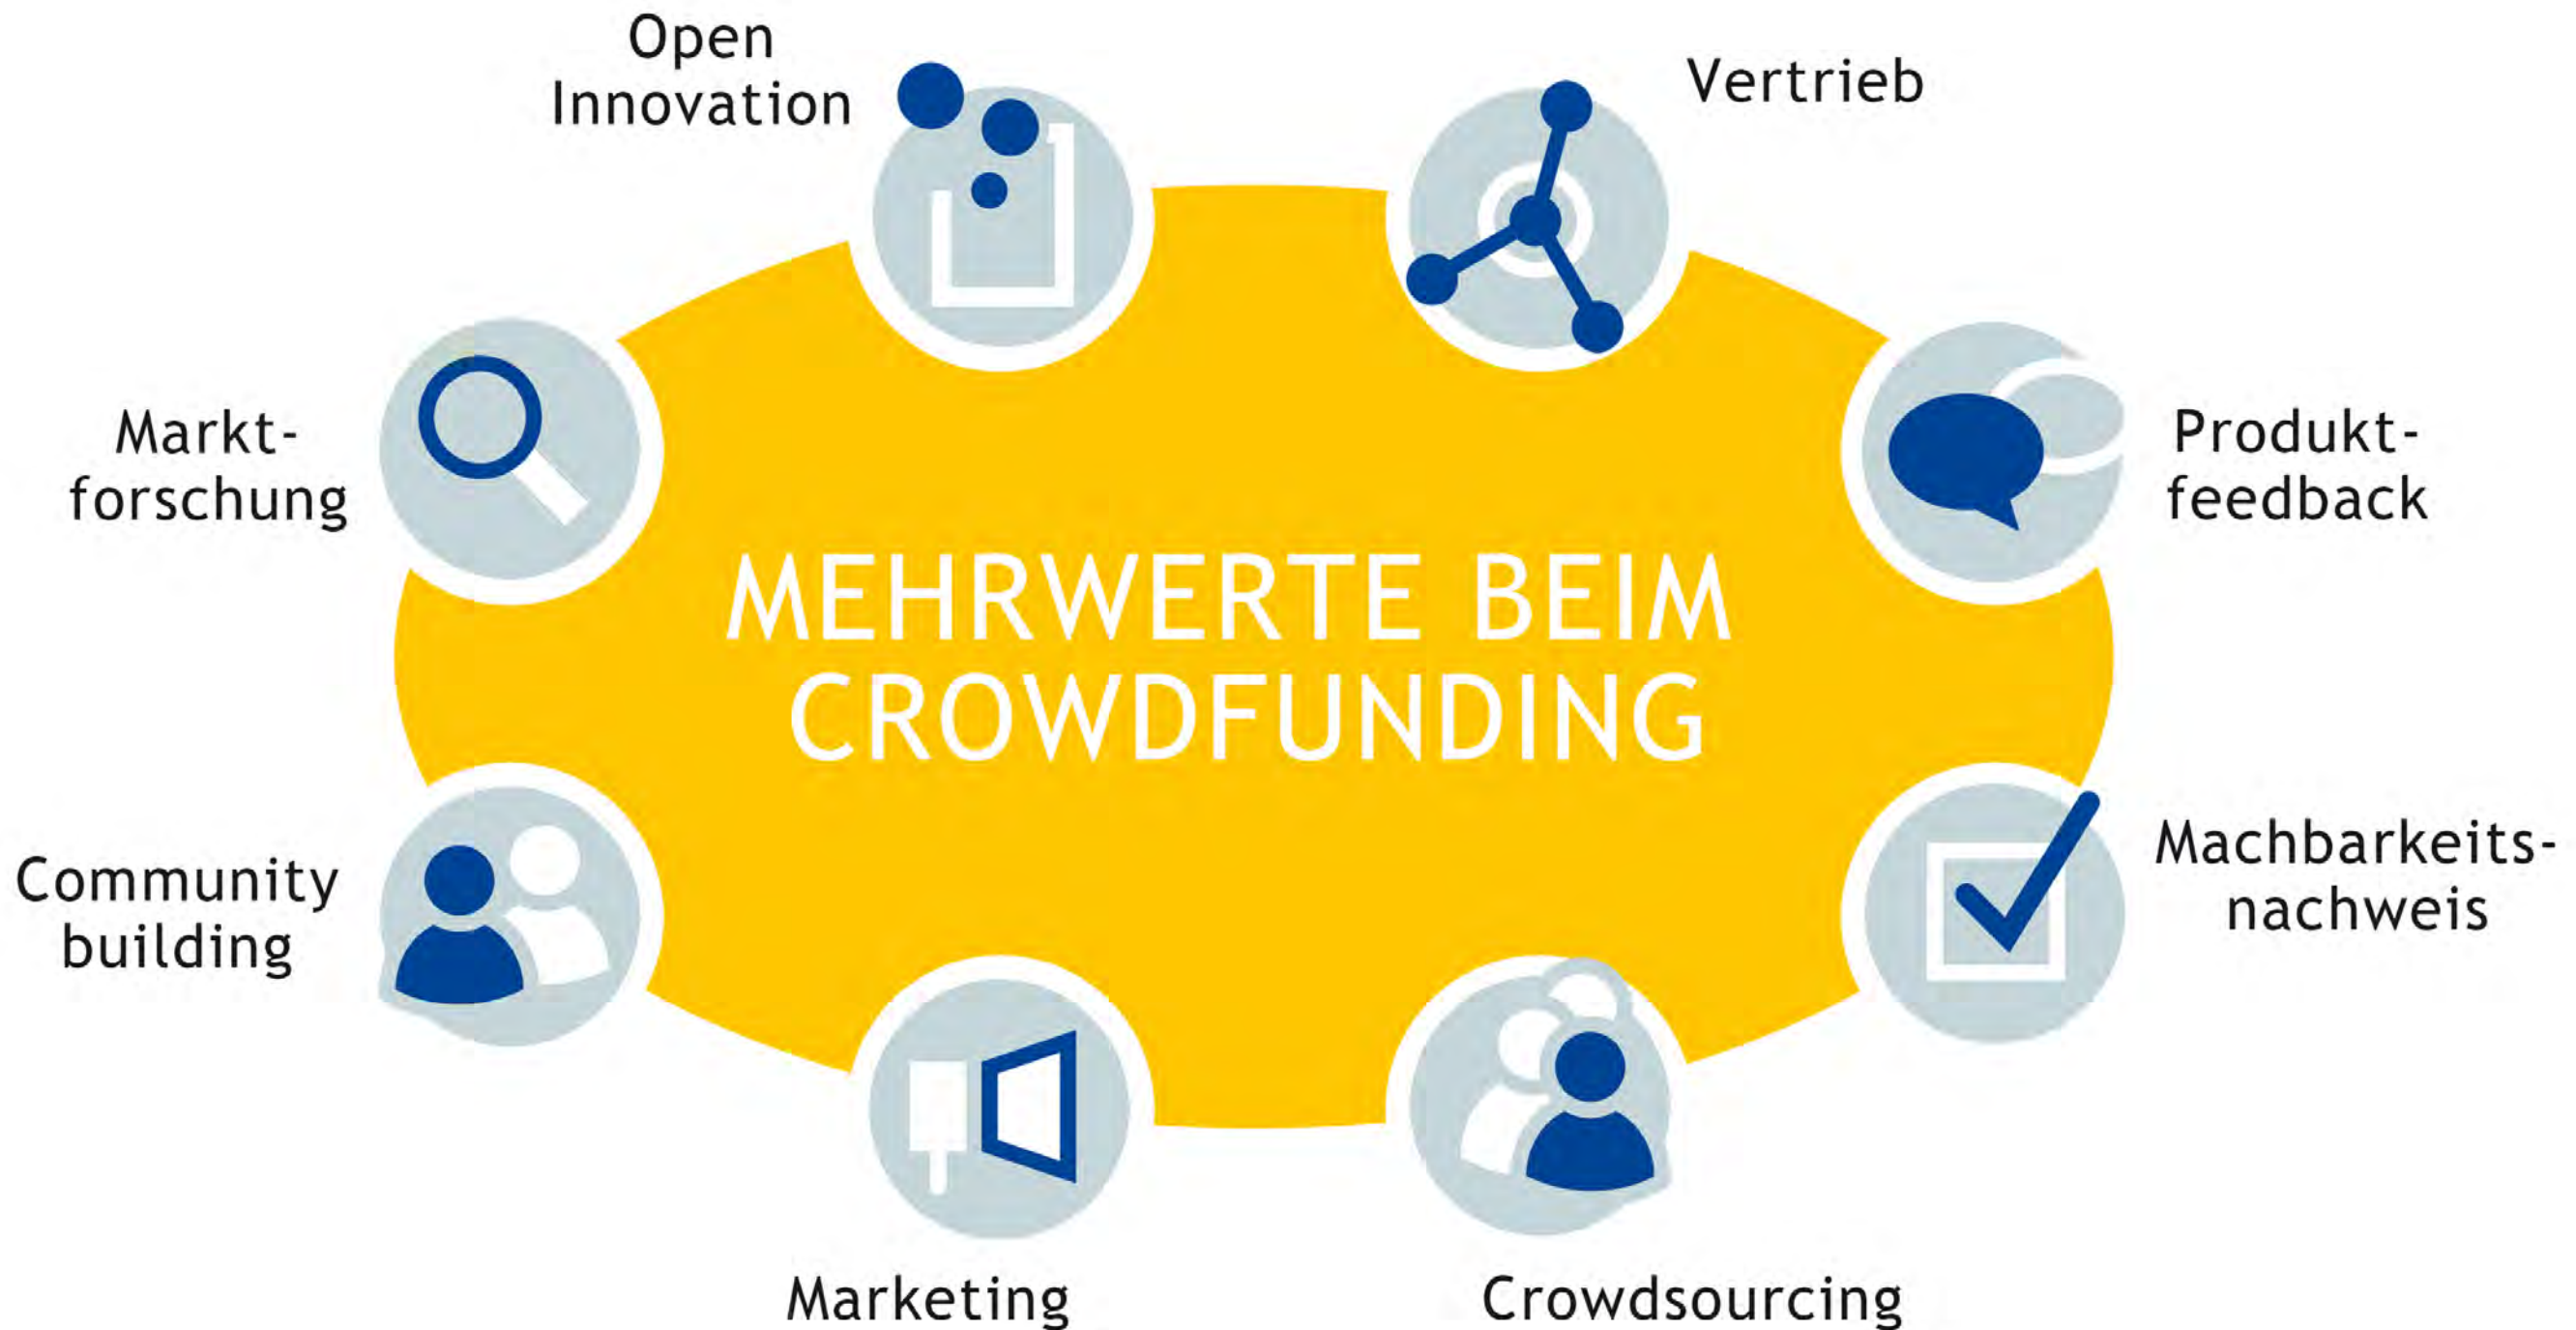 Open
Innovation
Vertrieb
Markt-
forschung
Produkt-
feedback
MEHRWERTE BEIM
CROWDFUNDING
Community
building
Machbarkeits-
nachweis
Marketing
Crowdsourcing